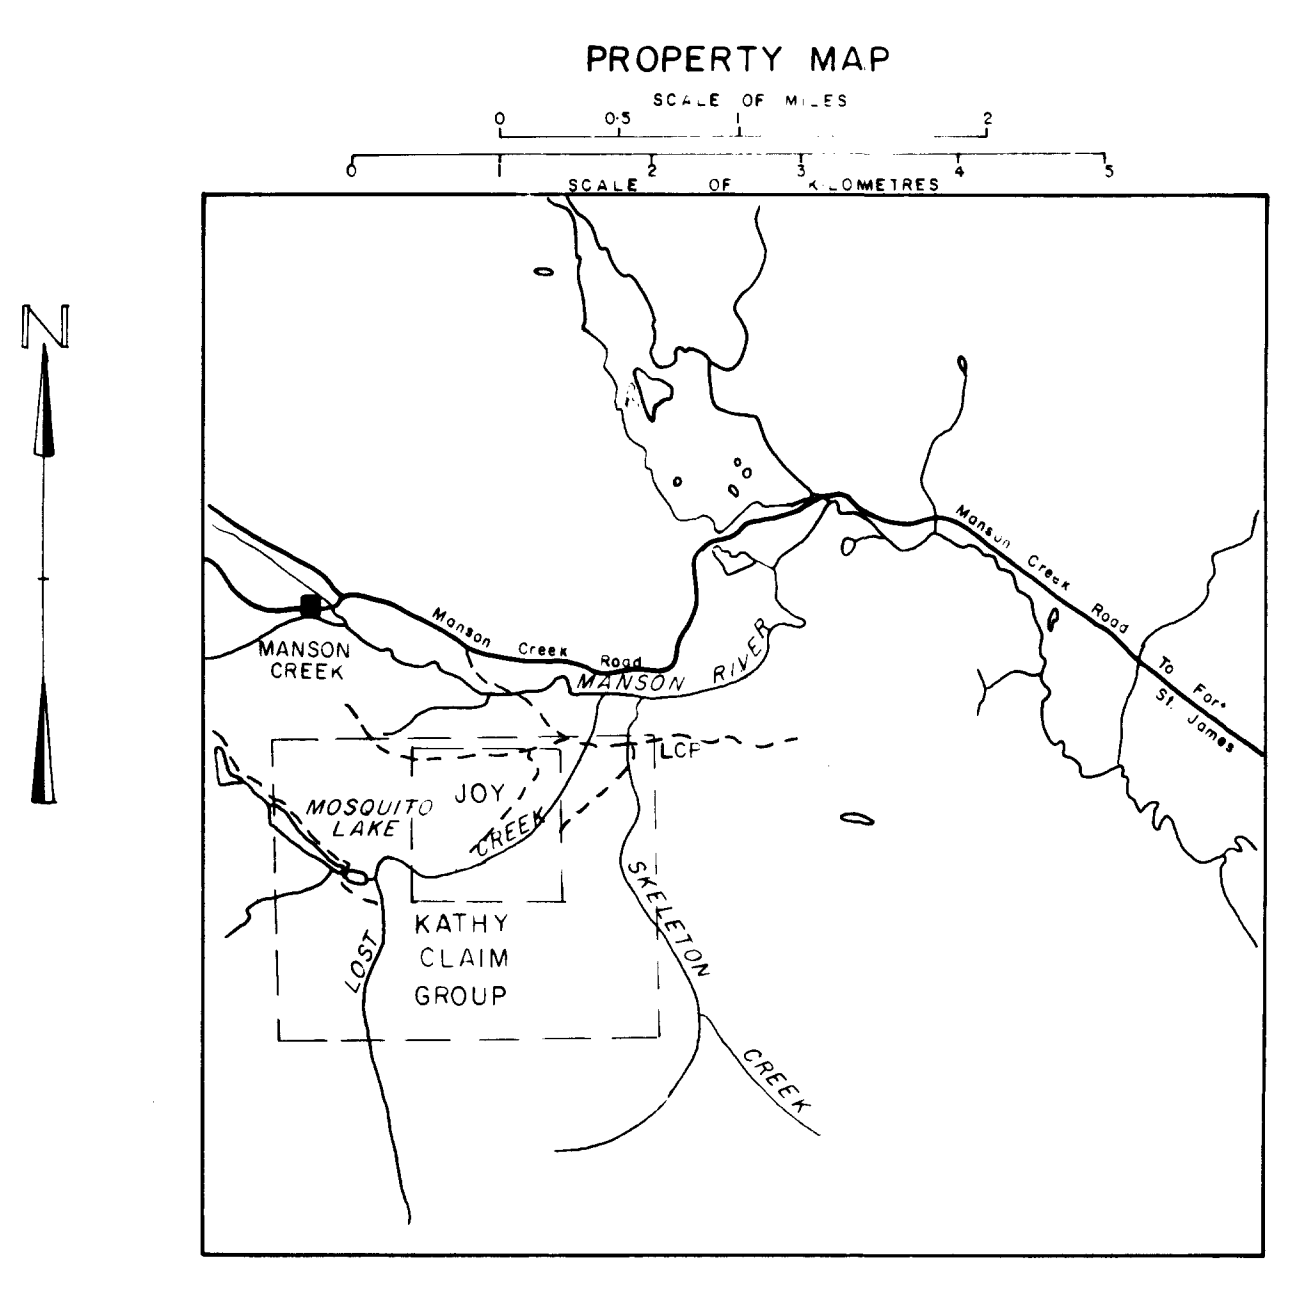 PROPERTY MAP
SCALE OF MILES
0 0·5 1 2
0 1 2 3 4 5
SCALE OF KILOMETRES
N
Manson Creek Road
To Fort
St. James
Manson Creek Road
MANSON
CREEK
MANSON RIVER
LCP
JOY
MOSQUITO
LAKE
CREEK
SKELETON
KATHY
CLAIM
GROUP
LOST
CREEK